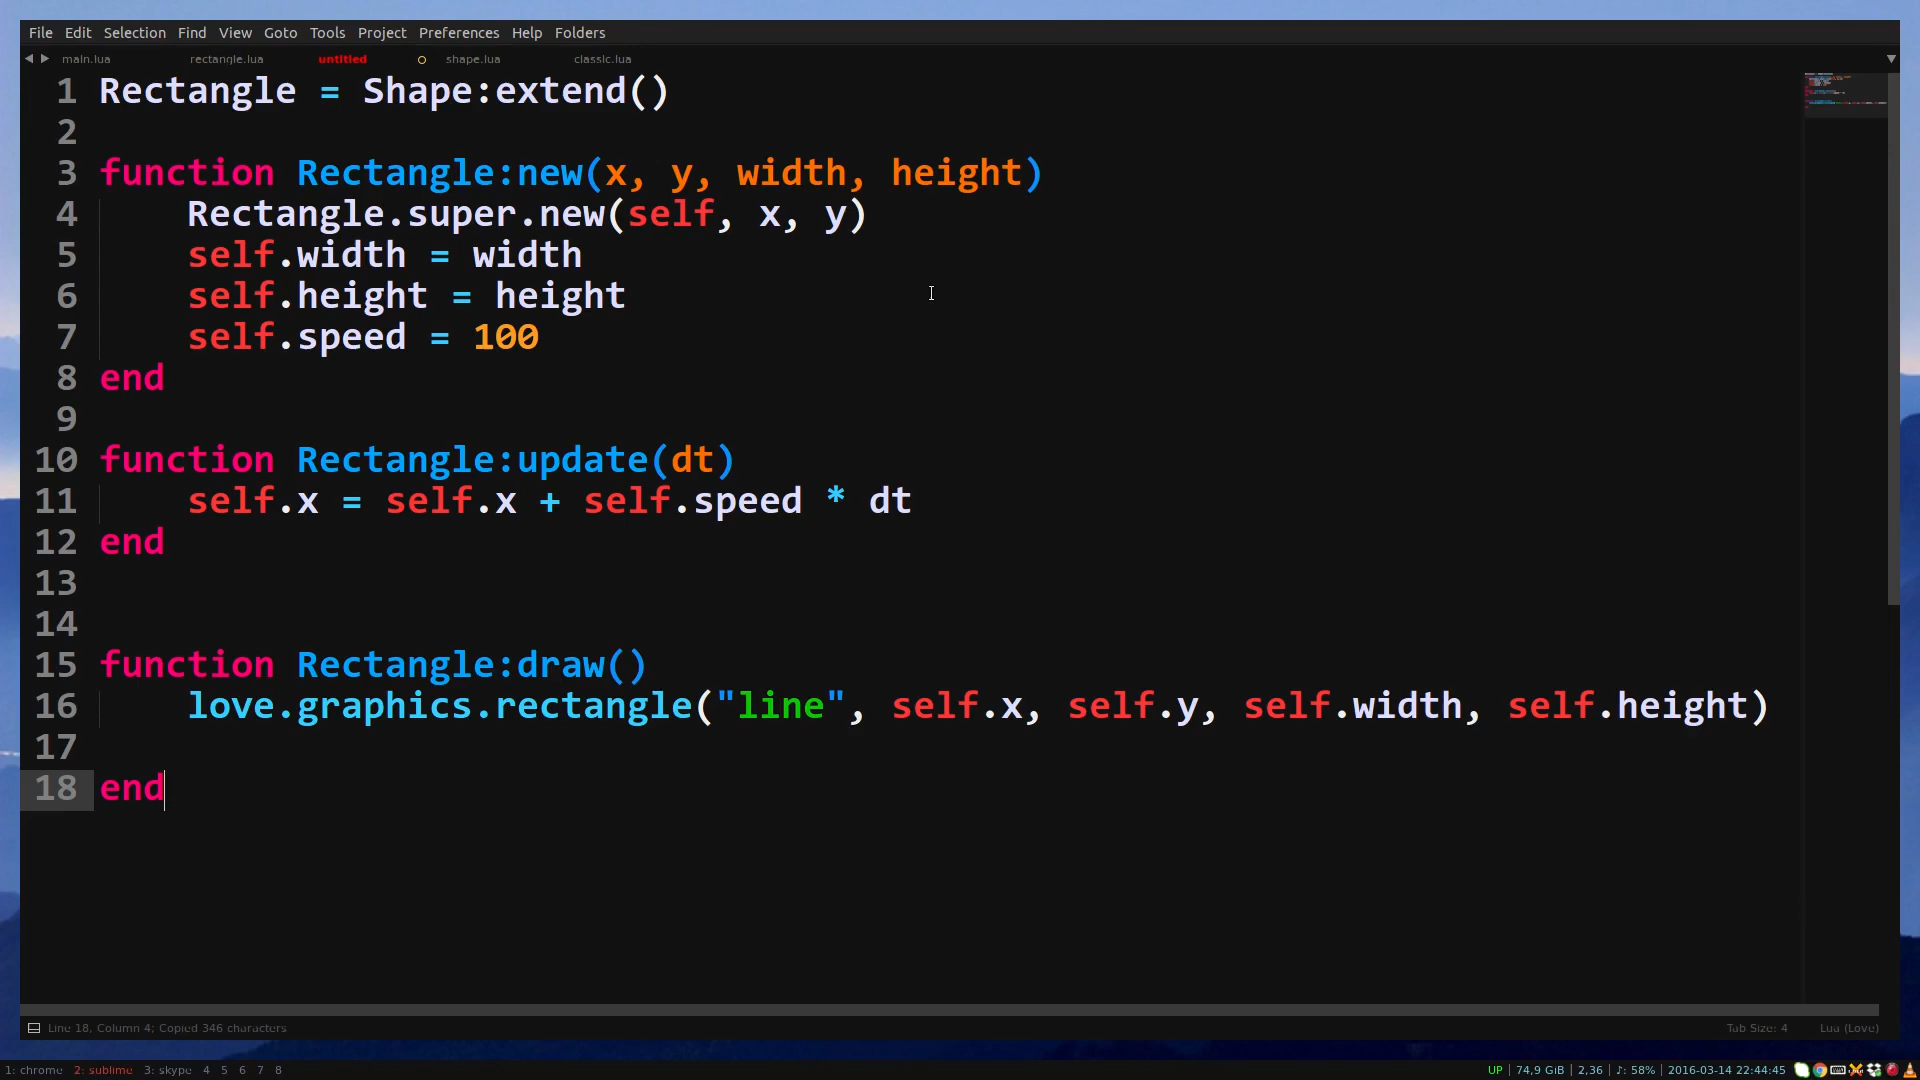 File Edit Selection Find View Goto Tools Project Preferences Help Folders
main.lua rectangle.lua untitled shape.lua classic.lua
1 Rectangle = Shape:extend()
2
3 function Rectangle:new(x, y, width, height)
4 Rectangle.super.new(self, x, y)
5 self.width = width
6 self.height = height
7 self.speed = 100
8 end
9
10 function Rectangle:update(dt)
11 self.x = self.x + self.speed * dt
12 end
13
14
15 function Rectangle:draw()
16 love.graphics.rectangle("line", self.x, self.y, self.width, self.height)
17
18 end
Line 18, Column 4; Copied 346 characters Tab Size: 4 Lua (Love)
1: chrome 2: sublime 3: skype 4 5 6 7 8 UP | 74,9 GiB | 2,36 | ♪: 58% | 2016-03-14 22:44:45